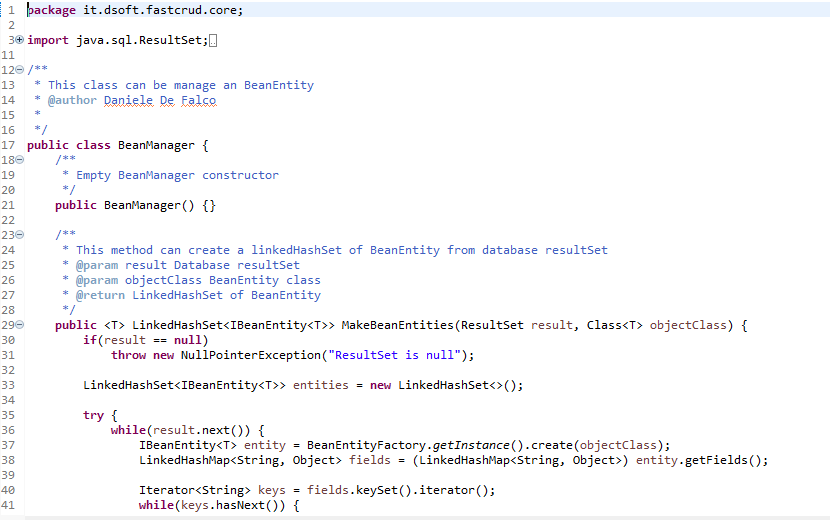 1 package it.dsoft.fastcrud.core;
2
3 import java.sql.ResultSet;
11
12 /**
13  * This class can be manage an BeanEntity
14  * @author Daniele De Falco
15  *
16  */
17 public class BeanManager {
18     /**
19      * Empty BeanManager constructor
20      */
21     public BeanManager() {}
22
23     /**
24      * This method can create a linkedHashSet of BeanEntity from database resultSet
25      * @param result Database resultSet
26      * @param objectClass BeanEntity class
27      * @return LinkedHashSet of BeanEntity
28      */
29     public <T> LinkedHashSet<IBeanEntity<T>> MakeBeanEntities(ResultSet result, Class<T> objectClass) {
30         if(result == null)
31             throw new NullPointerException("ResultSet is null");
32
33         LinkedHashSet<IBeanEntity<T>> entities = new LinkedHashSet<>();
34
35         try {
36             while(result.next()) {
37                 IBeanEntity<T> entity = BeanEntityFactory.getInstance().create(objectClass);
38                 LinkedHashMap<String, Object> fields = (LinkedHashMap<String, Object>) entity.getFields();
39
40                 Iterator<String> keys = fields.keySet().iterator();
41                 while(keys.hasNext()) {